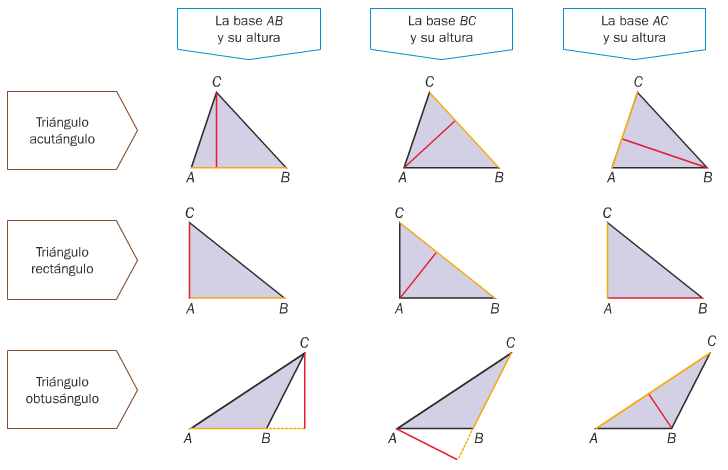 La base AB
y su altura
La base BC
y su altura
La base AC
y su altura
Triángulo
acutángulo
C
A
B
C
A
B
C
A
B
Triángulo
rectángulo
C
A
B
C
A
B
C
A
B
Triángulo
obtusángulo
C
A
B
C
A
B
C
A
B